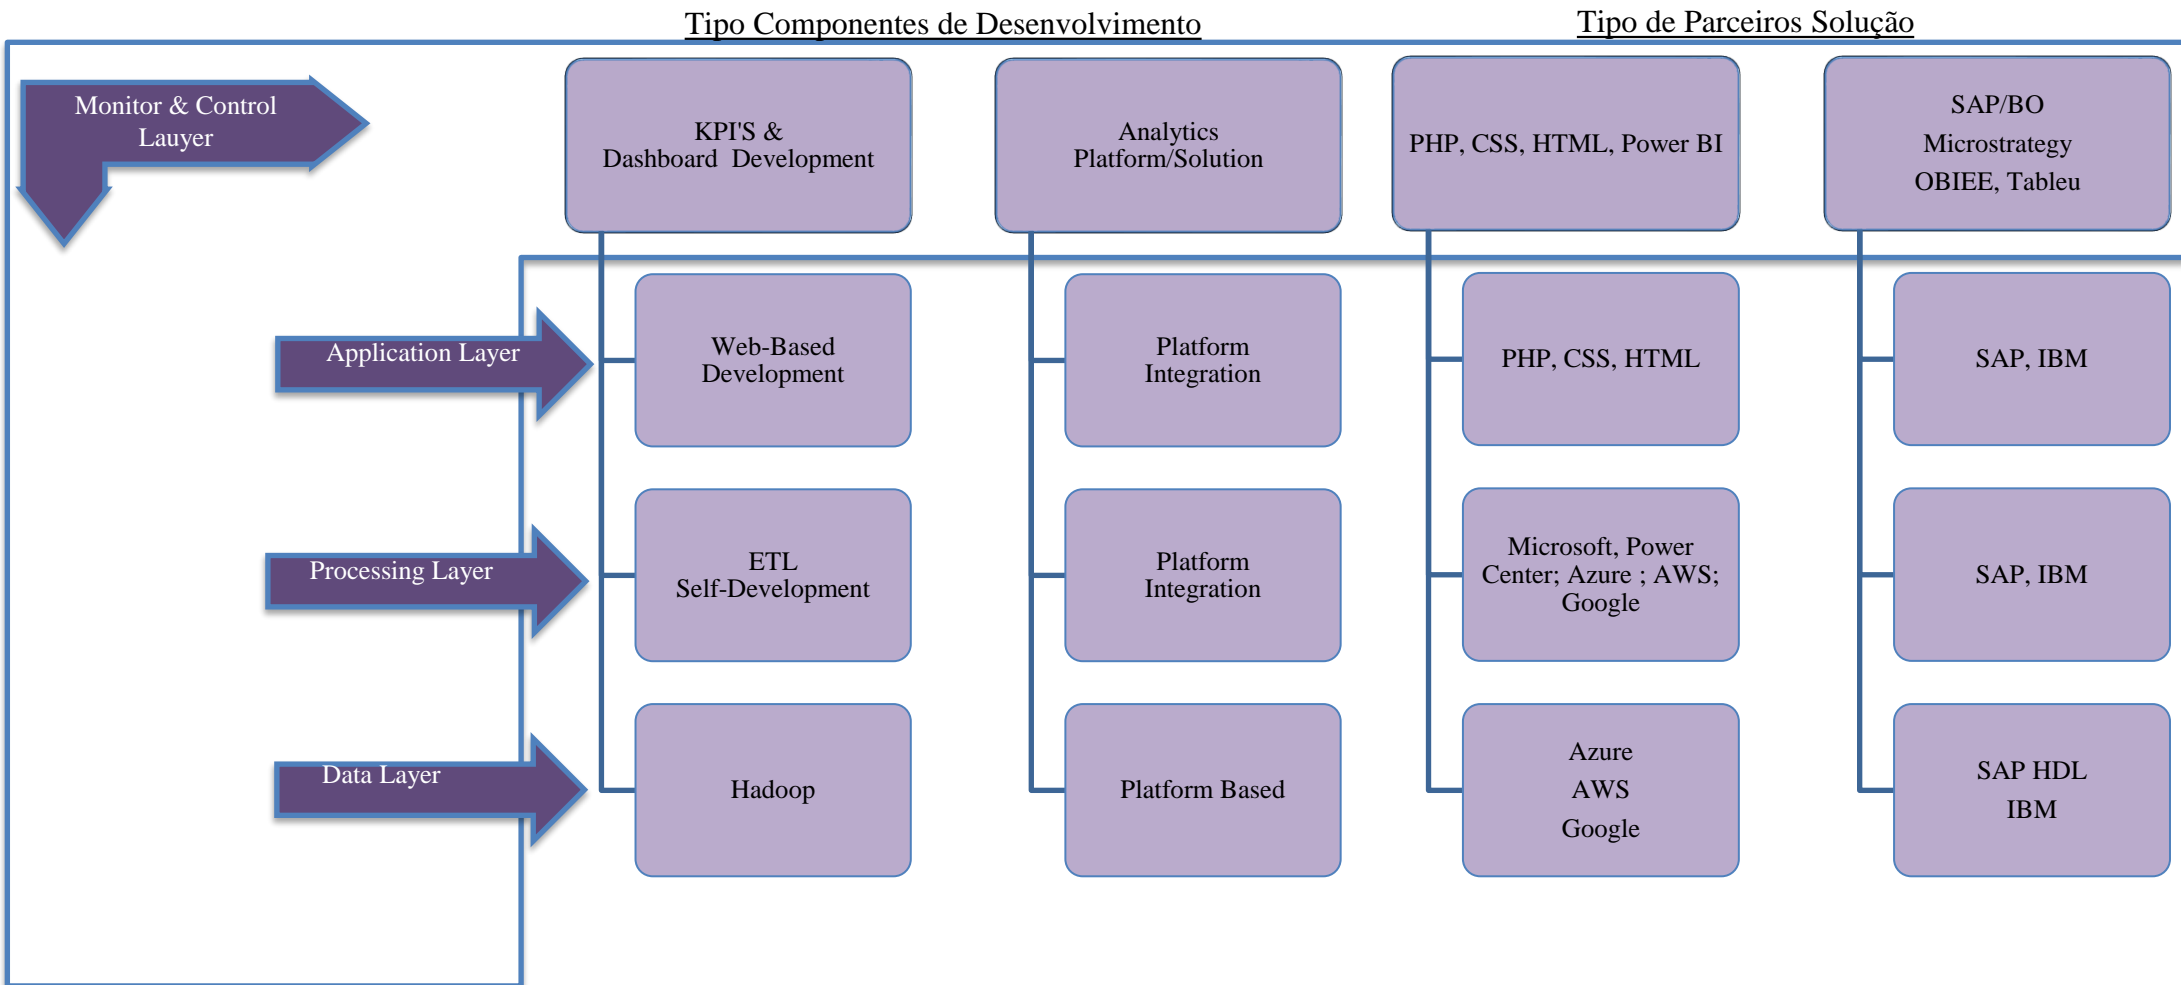 Tipo Componentes de Desenvolvimento
Tipo de Parceiros Solução
Monitor & Control
Lauyer
KPI'S &
Dashboard Development
Analytics
Platform/Solution
PHP, CSS, HTML, Power BI
SAP/BO
Microstrategy
OBIEE, Tableu
Application Layer
Web-Based
Development
Platform
Integration
PHP, CSS, HTML
SAP, IBM
Processing Layer
ETL
Self-Development
Platform
Integration
Microsoft, Power
Center; Azure ; AWS;
Google
SAP, IBM
Data Layer
Hadoop
Platform Based
Azure
AWS
Google
SAP HDL
IBM